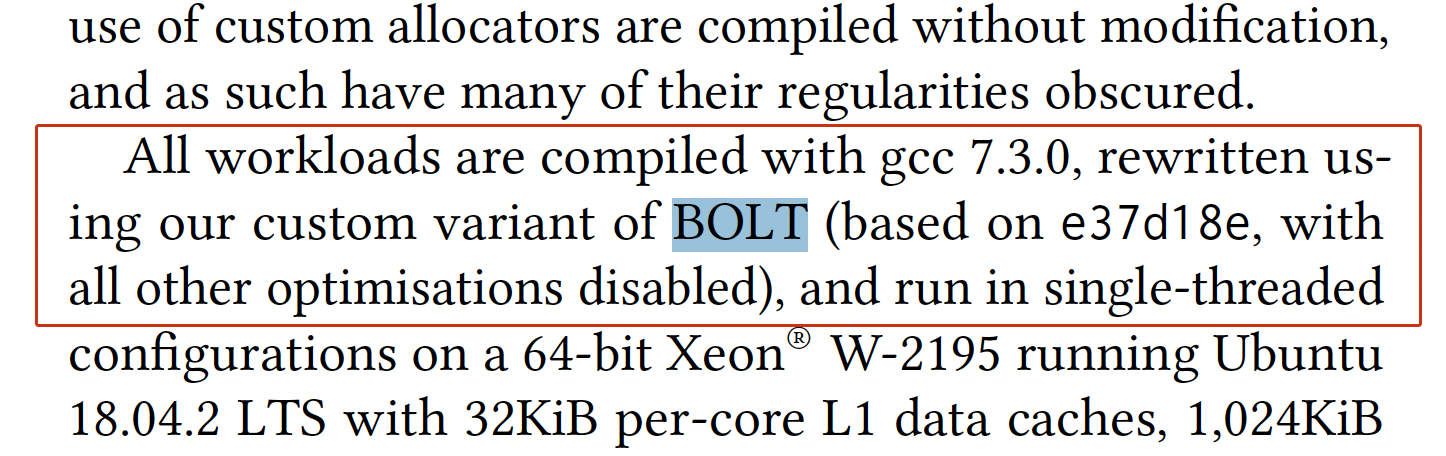 use of custom allocators are compiled without modification,
and as such have many of their regularities obscured.
All workloads are compiled with gcc 7.3.0, rewritten us-
ing our custom variant of BOLT (based on e37d18e, with
all other optimisations disabled), and run in single-threaded
configurations on a 64-bit Xeon® W-2195 running Ubuntu
18.04.2 LTS with 32KiB per-core L1 data caches, 1,024KiB